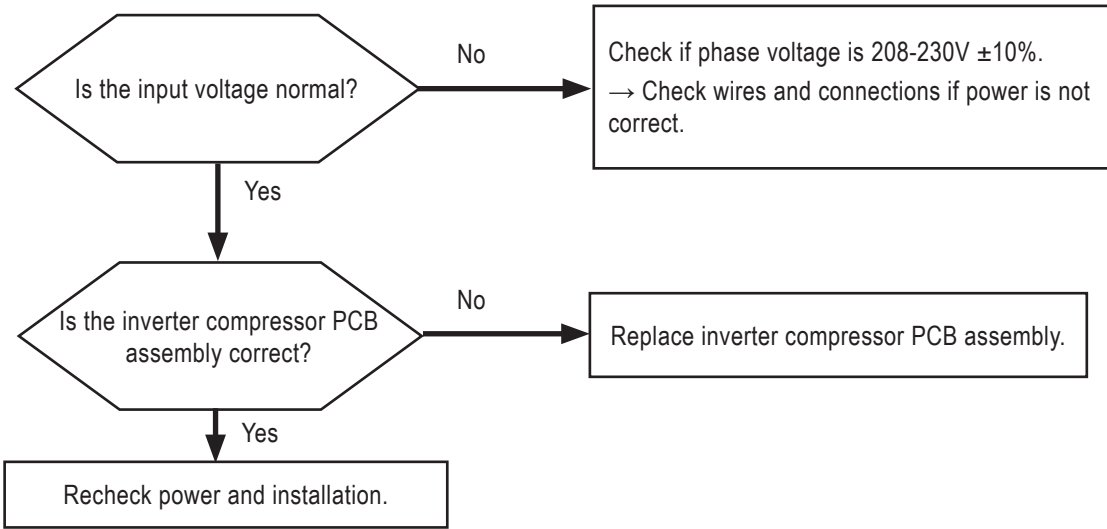 Is the input voltage normal?
No
Check if phase voltage is 208-230V ±10%.
→ Check wires and connections if power is not
correct.
Yes
Is the inverter compressor PCB
assembly correct?
No
Replace inverter compressor PCB assembly.
Yes
Recheck power and installation.